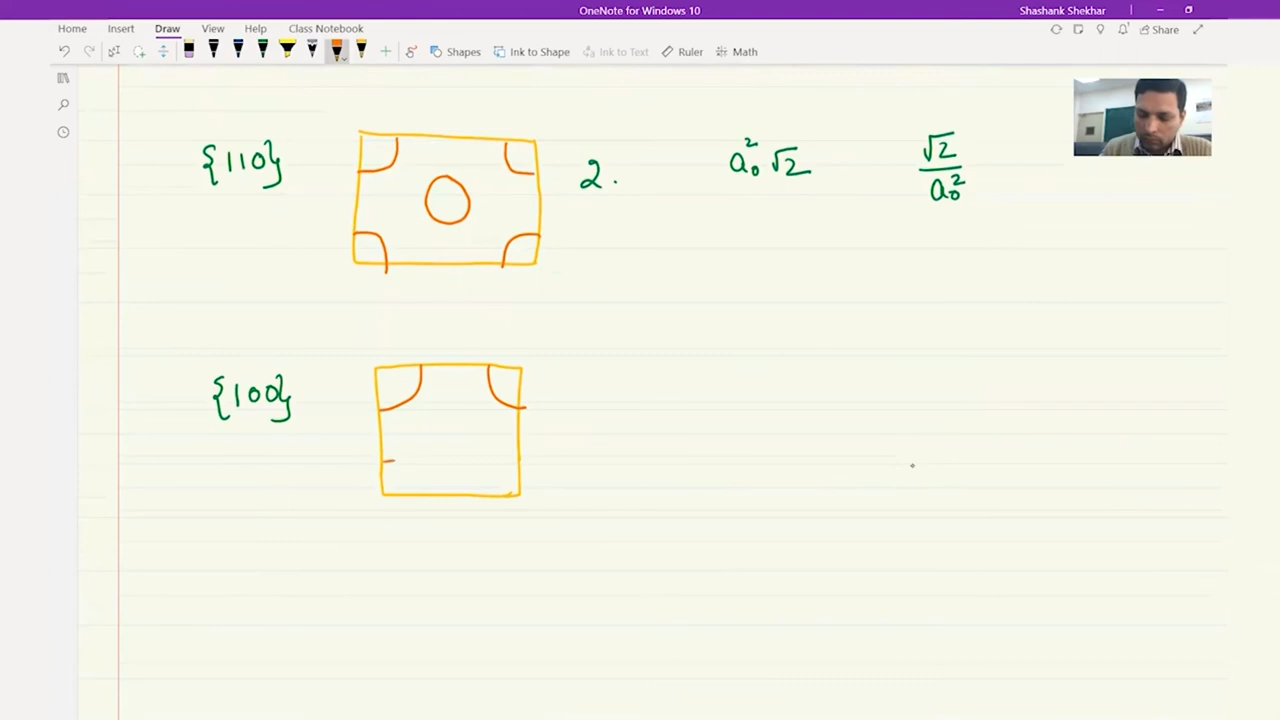 OneNote for Windows 10
Shashank Shekhar
Home Insert Draw View Help Class Notebook
Share
Shapes Ink to Shape Ink to Text Ruler Math
{110} 2. a₀²√2 √2/a₀²
{100}